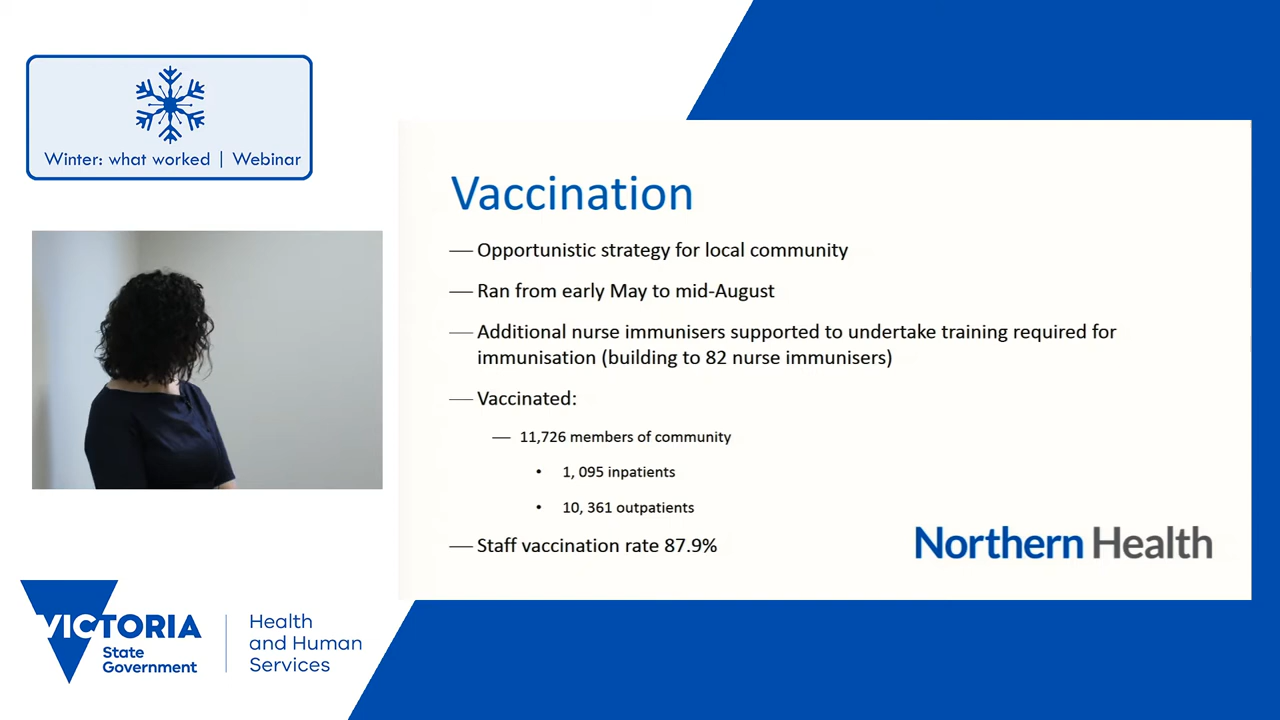 Winter: what worked | Webinar
Vaccination
— Opportunistic strategy for local community
— Ran from early May to mid-August
— Additional nurse immunisers supported to undertake training required for
immunisation (building to 82 nurse immunisers)
— Vaccinated:
— 11,726 members of community
• 1, 095 inpatients
• 10, 361 outpatients
— Staff vaccination rate 87.9%
Northern Health
VICTORIA
State
Government
Health
and Human
Services